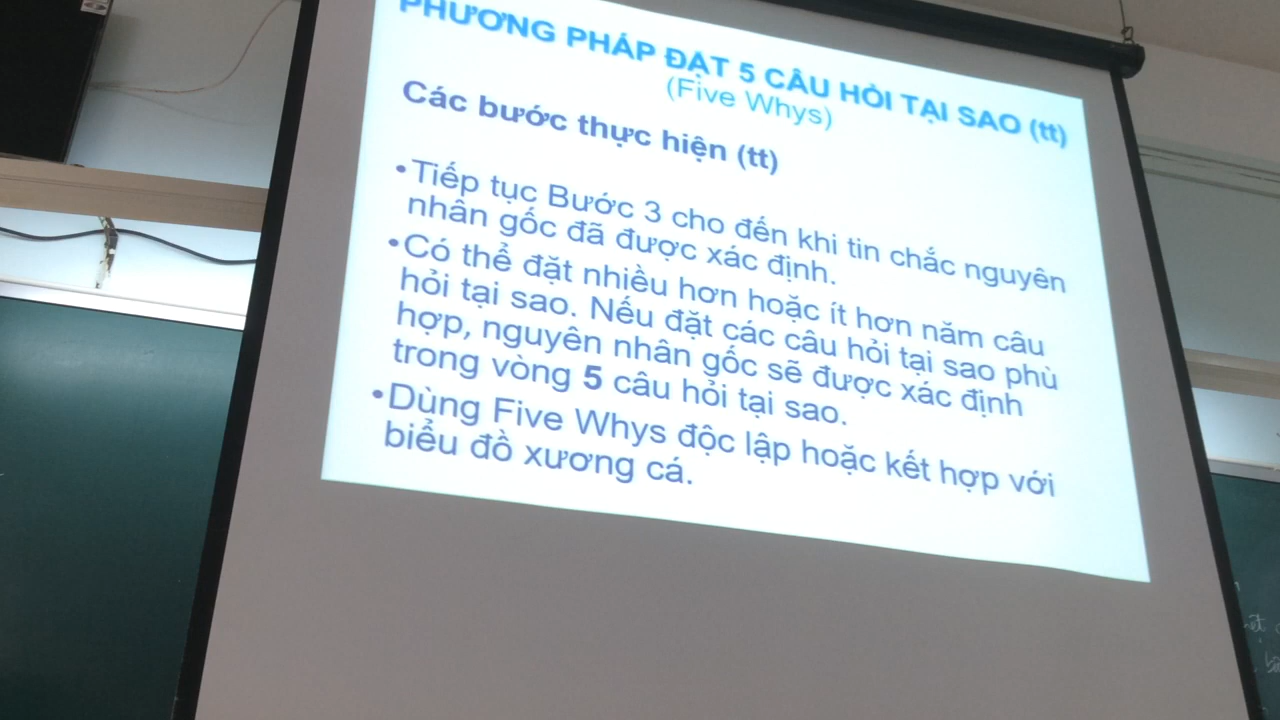 PHƯƠNG PHÁP ĐẶT 5 CÂU HỎI TẠI SAO (tt)
(Five Whys)
Các bước thực hiện (tt)
•Tiếp tục Bước 3 cho đến khi tin chắc nguyên
nhân gốc đã được xác định.
•Có thể đặt nhiều hơn hoặc ít hơn năm câu
hỏi tại sao. Nếu đặt các câu hỏi tại sao phù
hợp, nguyên nhân gốc sẽ được xác định
trong vòng 5 câu hỏi tại sao.
•Dùng Five Whys độc lập hoặc kết hợp với
biểu đồ xương cá.